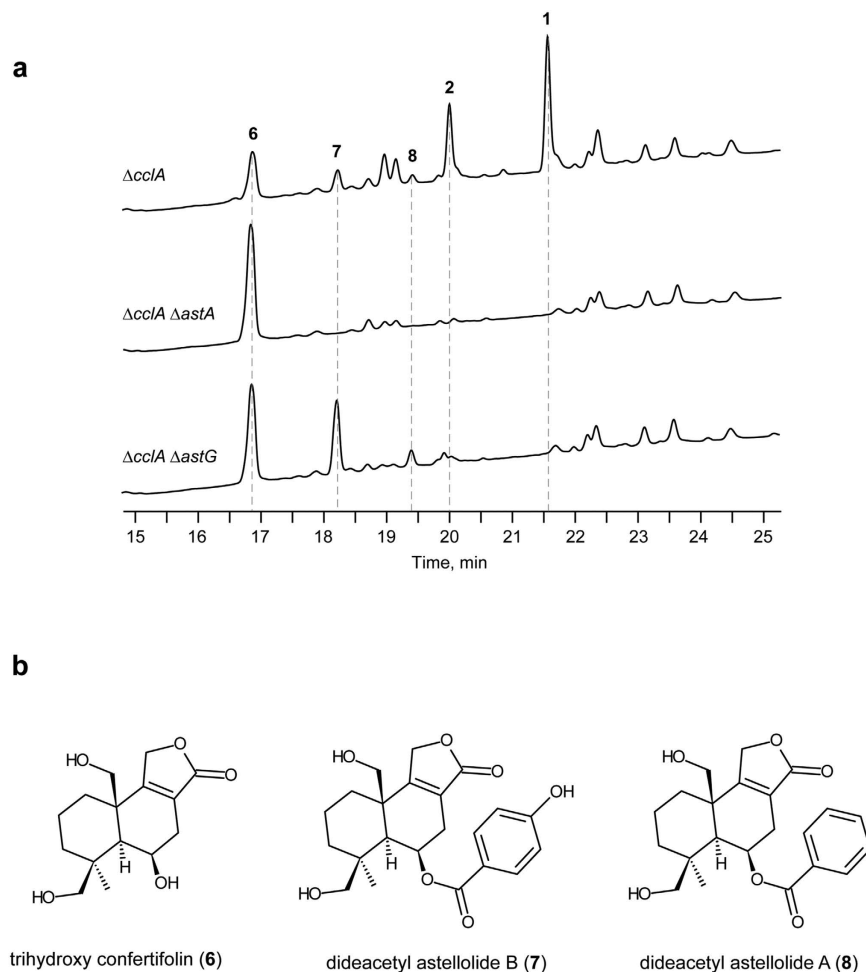 a
1
2
6
7
8
ΔcclA
ΔcclA ΔastA
ΔcclA ΔastG
15 16 17 18 19 20 21 22 23 24 25
Time, min
b
HO
O
O
HO
H
OH
HO
O
O
OH
HO
H
O
O
HO
O
O
HO
H
O
O
trihydroxy confertifolin (6)
dideacetyl astellolide B (7)
dideacetyl astellolide A (8)